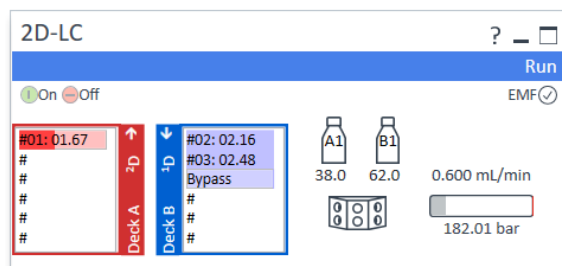 2D-LC ?
Run
On Off EMF
#01: 01.67
#
#
#
#
#
Deck A ²D
Deck B ¹D
#02: 02.16
#03: 02.48
Bypass
#
#
#
A1 B1
38.0 62.0 0.600 mL/min
182.01 bar